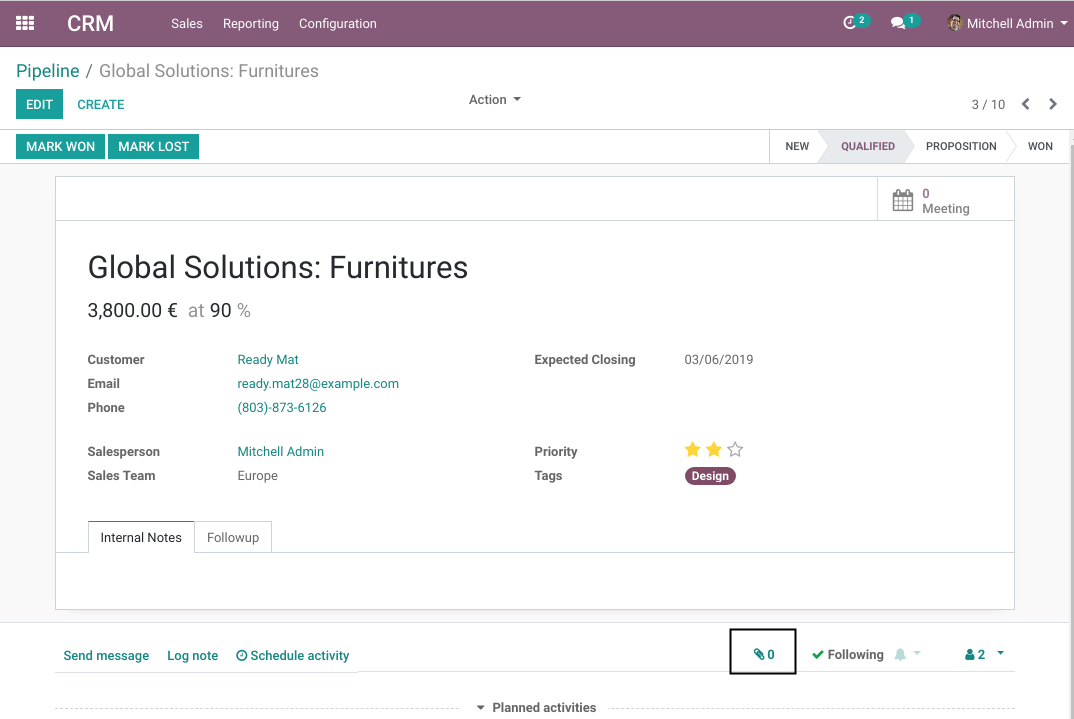 CRM Sales Reporting Configuration 2 1 Mitchell Admin
Pipeline / Global Solutions: Furnitures
EDIT CREATE Action 3 / 10
MARK WON MARK LOST NEW QUALIFIED PROPOSITION WON
0
Meeting
Global Solutions: Furnitures
3,800.00 € at 90 %
Customer Ready Mat Expected Closing 03/06/2019
Email ready.mat28@example.com
Phone (803)-873-6126
Salesperson Mitchell Admin Priority
Sales Team Europe Tags Design
Internal Notes Followup
Send message Log note Schedule activity 0 Following 2
Planned activities